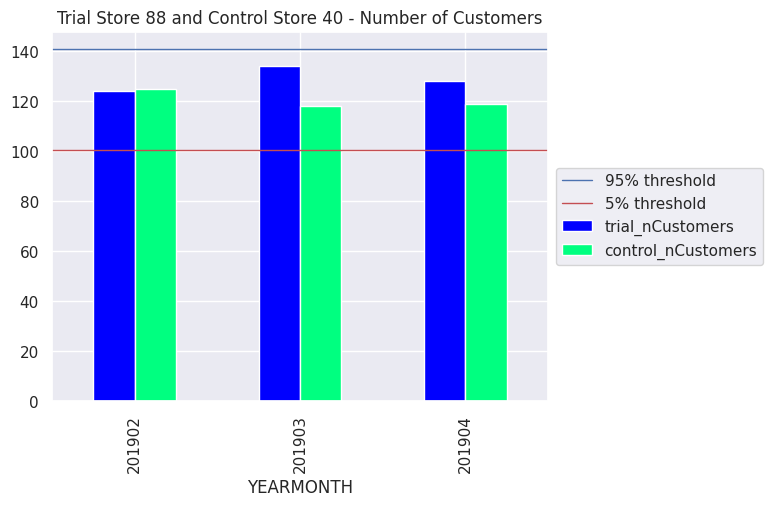 Trial Store 88 and Control Store 40 - Number of Customers
140
120
100
80
60
40
20
0
201902
201903
201904
YEARMONTH
95% threshold
5% threshold
trial_nCustomers
control_nCustomers